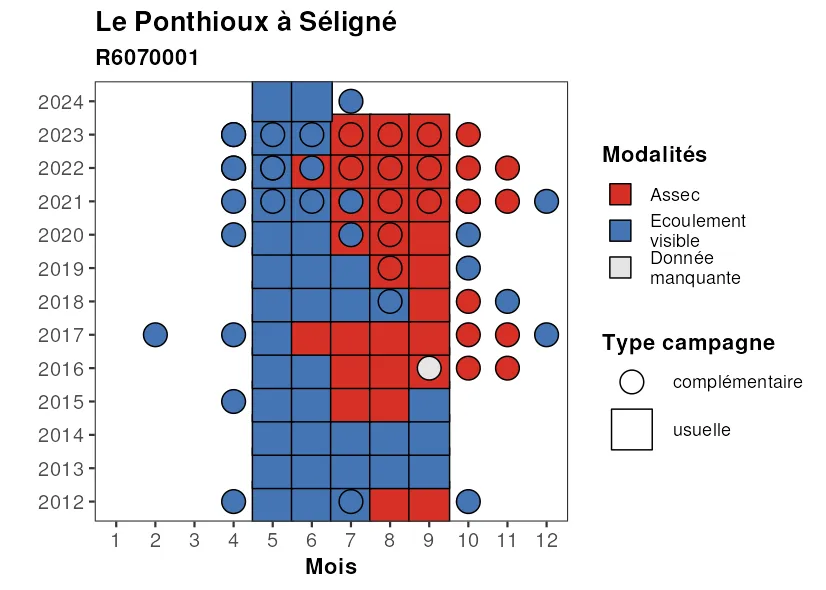 Le Ponthioux à Séligné
R6070001
2024
2023
2022
2021
2020
2019
2018
2017
2016
2015
2014
2013
2012
1 2 3 4 5 6 7 8 9 10 11 12
Mois
Modalités
Assec
Ecoulement
visible
Donnée
manquante
Type campagne
complémentaire
usuelle